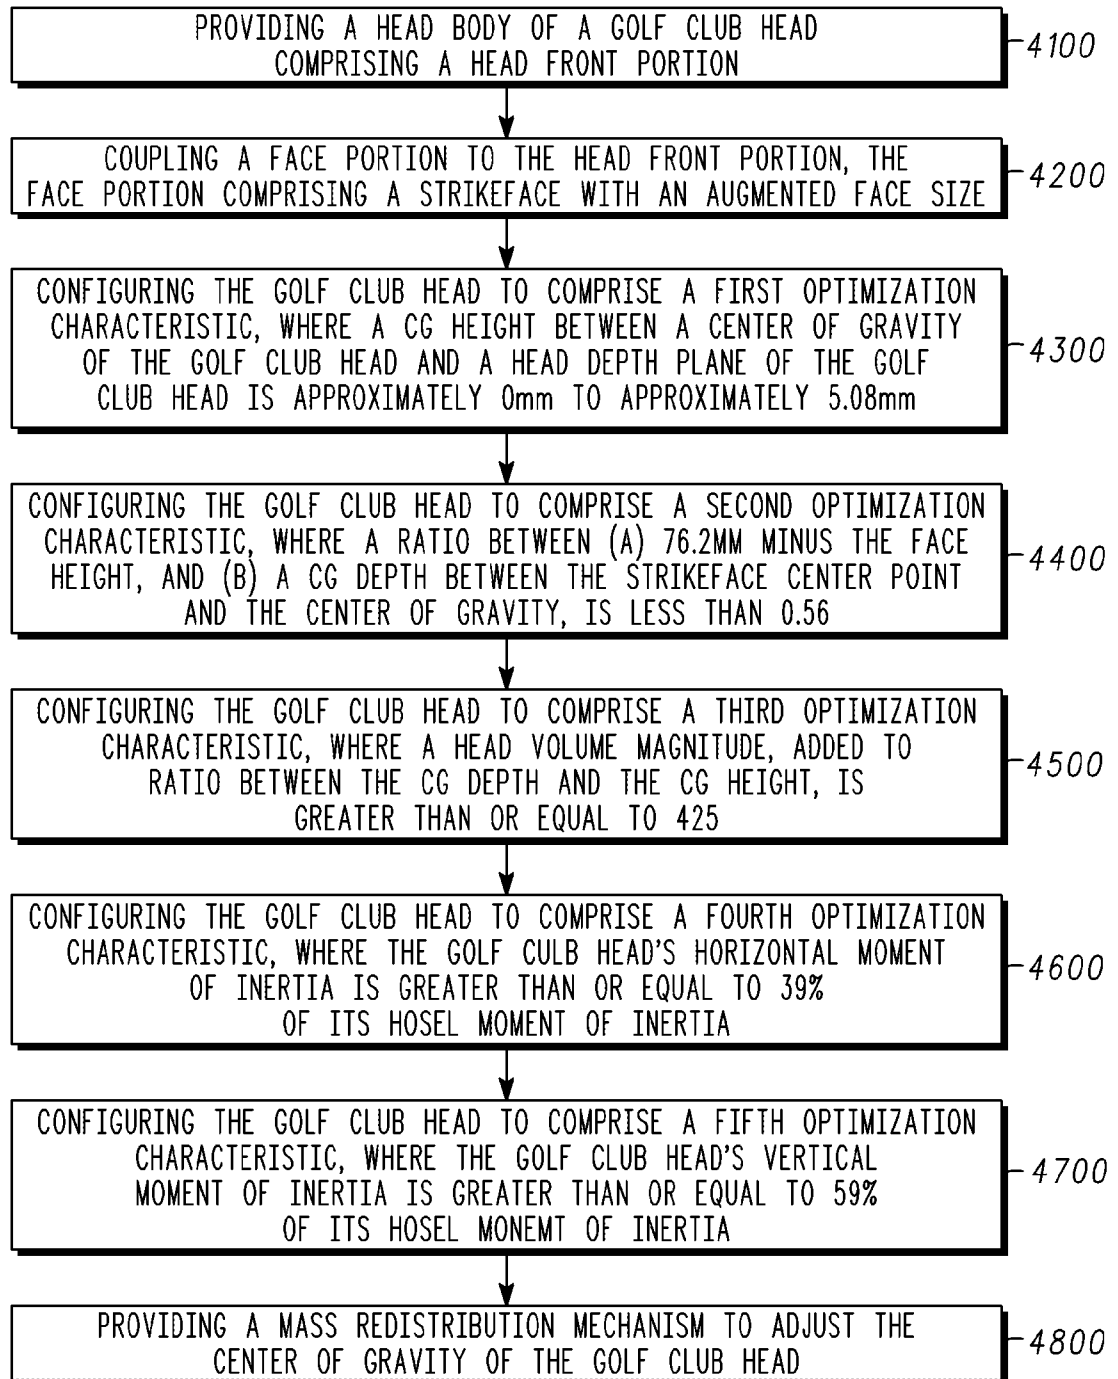 PROVIDING A HEAD BODY OF A GOLF CLUB HEAD
COMPRISING A HEAD FRONT PORTION
4100
COUPLING A FACE PORTION TO THE HEAD FRONT PORTION, THE
FACE PORTION COMPRISING A STRIKEFACE WITH AN AUGMENTED FACE SIZE
4200
CONFIGURING THE GOLF CLUB HEAD TO COMPRISE A FIRST OPTIMIZATION
CHARACTERISTIC, WHERE A CG HEIGHT BETWEEN A CENTER OF GRAVITY
OF THE GOLF CLUB HEAD AND A HEAD DEPTH PLANE OF THE GOLF
CLUB HEAD IS APPROXIMATELY 0mm TO APPROXIMATELY 5.08mm
4300
CONFIGURING THE GOLF CLUB HEAD TO COMPRISE A SECOND OPTIMIZATION
CHARACTERISTIC, WHERE A RATIO BETWEEN (A) 76.2MM MINUS THE FACE
HEIGHT, AND (B) A CG DEPTH BETWEEN THE STRIKEFACE CENTER POINT
AND THE CENTER OF GRAVITY, IS LESS THAN 0.56
4400
CONFIGURING THE GOLF CLUB HEAD TO COMPRISE A THIRD OPTIMIZATION
CHARACTERISTIC, WHERE A HEAD VOLUME MAGNITUDE, ADDED TO
RATIO BETWEEN THE CG DEPTH AND THE CG HEIGHT, IS
GREATER THAN OR EQUAL TO 425
4500
CONFIGURING THE GOLF CLUB HEAD TO COMPRISE A FOURTH OPTIMIZATION
CHARACTERISTIC, WHERE THE GOLF CULB HEAD'S HORIZONTAL MOMENT
OF INERTIA IS GREATER THAN OR EQUAL TO 39%
OF ITS HOSEL MOMENT OF INERTIA
4600
CONFIGURING THE GOLF CLUB HEAD TO COMPRISE A FIFTH OPTIMIZATION
CHARACTERISTIC, WHERE THE GOLF CLUB HEAD'S VERTICAL
MOMENT OF INERTIA IS GREATER THAN OR EQUAL TO 59%
OF ITS HOSEL MONEMT OF INERTIA
4700
PROVIDING A MASS REDISTRIBUTION MECHANISM TO ADJUST THE
CENTER OF GRAVITY OF THE GOLF CLUB HEAD
4800